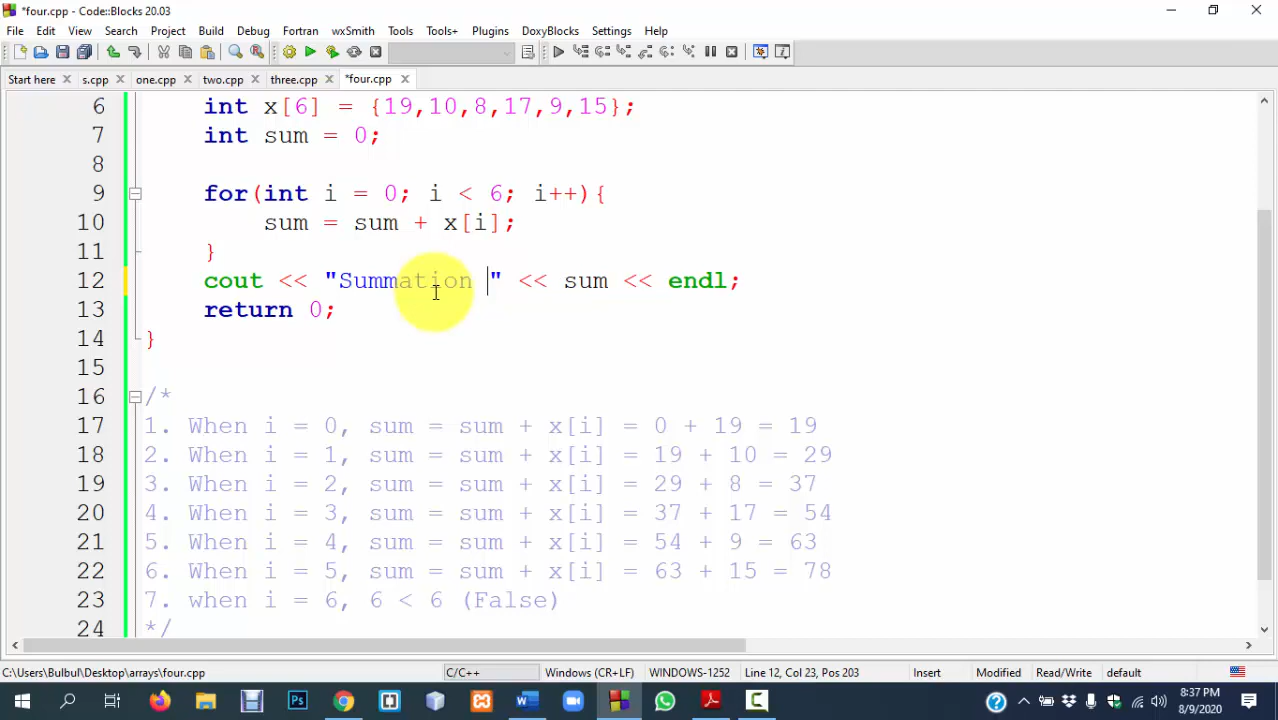 *four.cpp - Code::Blocks 20.03
File Edit View Search Project Build Debug Fortran wxSmith Tools Tools+ Plugins DoxyBlocks Settings Help
Start here s.cpp one.cpp two.cpp three.cpp *four.cpp
6 int x[6] = {19,10,8,17,9,15};
7 int sum = 0;
8
9 for(int i = 0; i < 6; i++){
10 sum = sum + x[i];
11 }
12 cout << "Summation " << sum << endl;
13 return 0;
14 }
15
16 /*
17 1. When i = 0, sum = sum + x[i] = 0 + 19 = 19
18 2. When i = 1, sum = sum + x[i] = 19 + 10 = 29
19 3. When i = 2, sum = sum + x[i] = 29 + 8 = 37
20 4. When i = 3, sum = sum + x[i] = 37 + 17 = 54
21 5. When i = 4, sum = sum + x[i] = 54 + 9 = 63
22 6. When i = 5, sum = sum + x[i] = 63 + 15 = 78
23 7. when i = 6, 6 < 6 (False)
24 */
C:\Users\Bulbul\Desktop\arrays\four.cpp C/C++ Windows (CR+LF) WINDOWS-1252 Line 12, Col 23, Pos 203 Insert Modified Read/Write default
Ps W
8:37 PM
8/9/2020